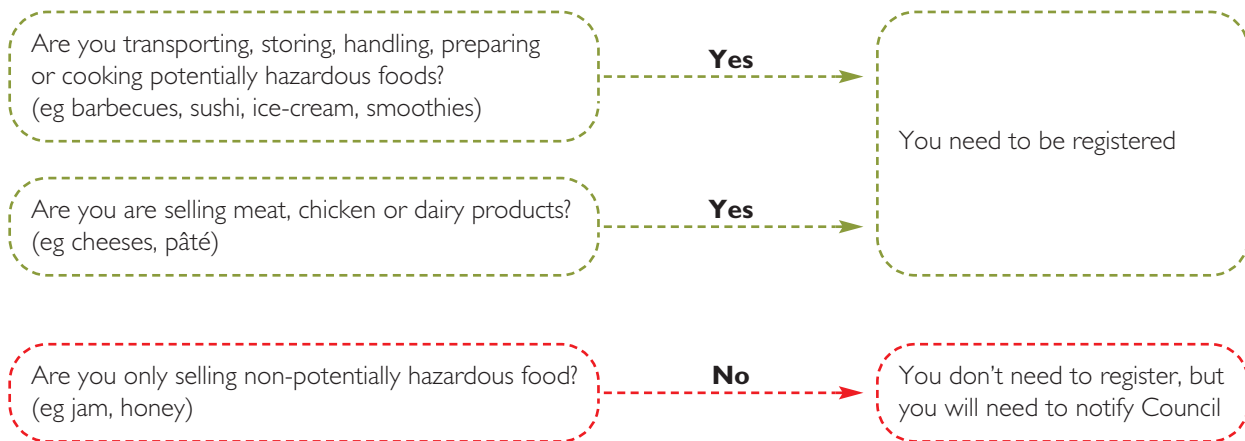 Are you transporting, storing, handling, preparing
or cooking potentially hazardous foods?
(eg barbecues, sushi, ice-cream, smoothies)
Yes
You need to be registered
Are you are selling meat, chicken or dairy products?
(eg cheeses, pâté)
Yes
Are you only selling non-potentially hazardous food?
(eg jam, honey)
No
You don’t need to register, but
you will need to notify Council